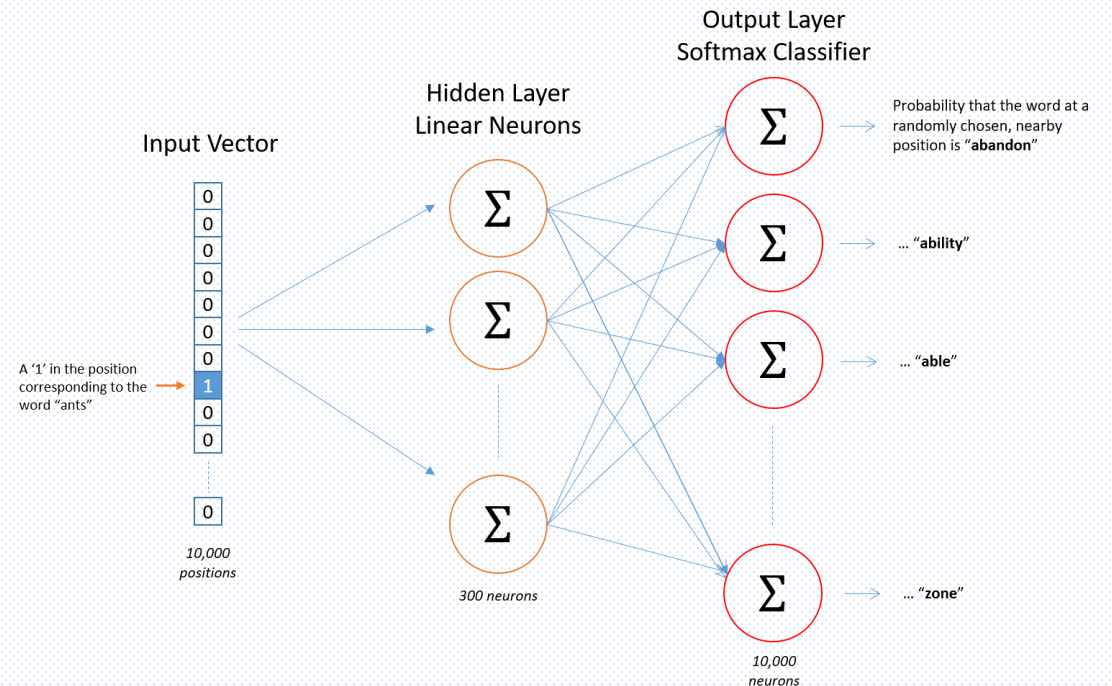 Output Layer
Softmax Classifier
Hidden Layer
Linear Neurons
Input Vector
0
0
0
0
0
0
0
1
0
0
0
A ‘1’ in the position
corresponding to the
word “ants”
10,000
positions
Σ
Σ
Σ
300 neurons
Σ
Σ
Σ
Σ
10,000
neurons
Probability that the word at a
randomly chosen, nearby
position is “abandon”
... “ability”
... “able”
... “zone”